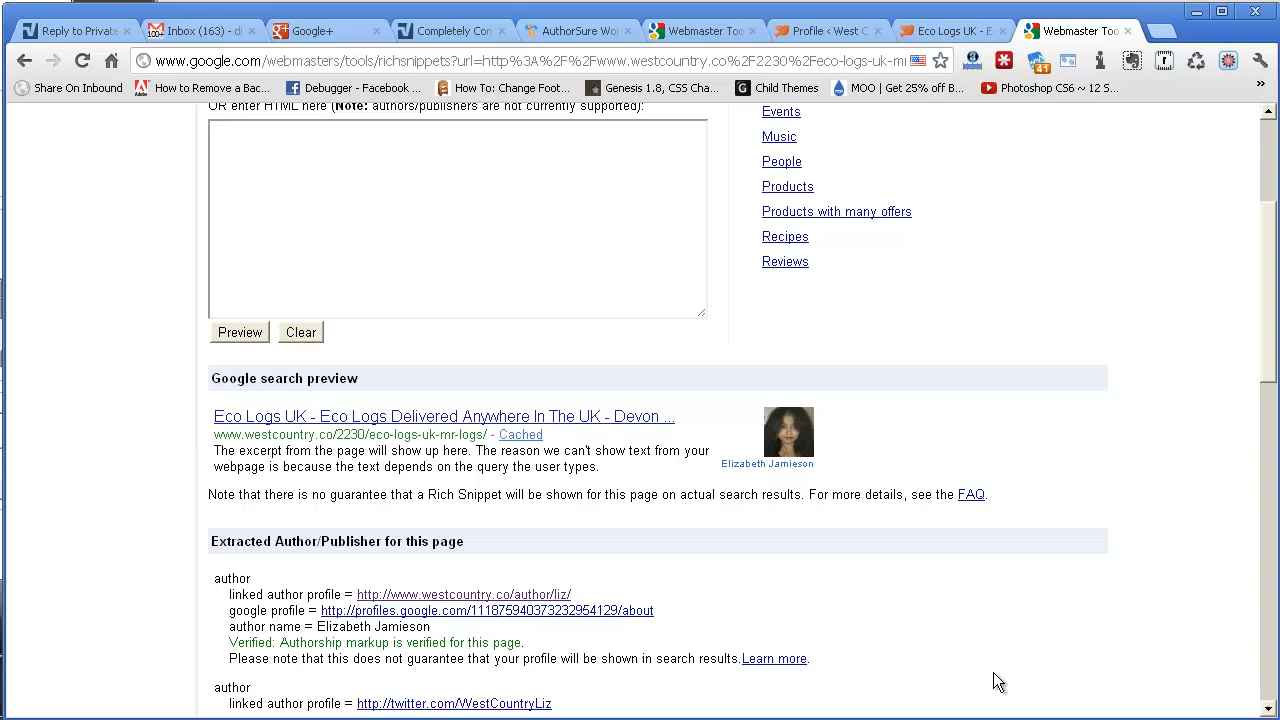 Reply to Private
Inbox (163) - d
Google+
Complately Co
AuthorSure Wo
Webmaster Too
Profile < West C
Eco Logs UK - E
Webmaster Too
100+
www.google.com/webm
/richsnippets?url=http%3A%2F%2Fwww.westcountry.co%2F2230%2Feco-logs-uk-m
41
Share On Inbound
How to Remove a Bac...
Debugger - Facebook ...
How To: Change Font...
Genesis 1.8, CSS Cha...
Child Themes
MOO | Get 25% off B...
Photoshop CS6 ~ 12.5...
OR enter HTML here (Note: authors/publishers are not currently supported):
Events
Music
People
Products
Products with many offers
Recipes
Reviews
Preview
Clear
Google search preview
Eco Logs UK - Eco Logs Delivered Anywhere In The UK - Devon ...
www.westcountry.co/2230/eco-logs-uk-mr-logs/ - Cached
The excerpt from the page will show up here. The reason we can't show text from your
webpage is because the text depends on the query the user types.
Elizabeth Jamieson
Note that there is no guarantee that a Rich Snippet will be shown for this page on actual search results. For more details, see the FAQ.
Extracted Author/Publisher for this page
author
linked author profile = http://www.westcountry.co/author/liz/
google profile = http://profiles.google.com/111875940373232954129/about
author name = Elizabeth Jamieson
Verified: Authorship markup is verified for this page.
Please note that this does not guarantee that your profile will be shown in search results.Learn more.
author
linked author profile = http://twitter.com/WestCountryLiz